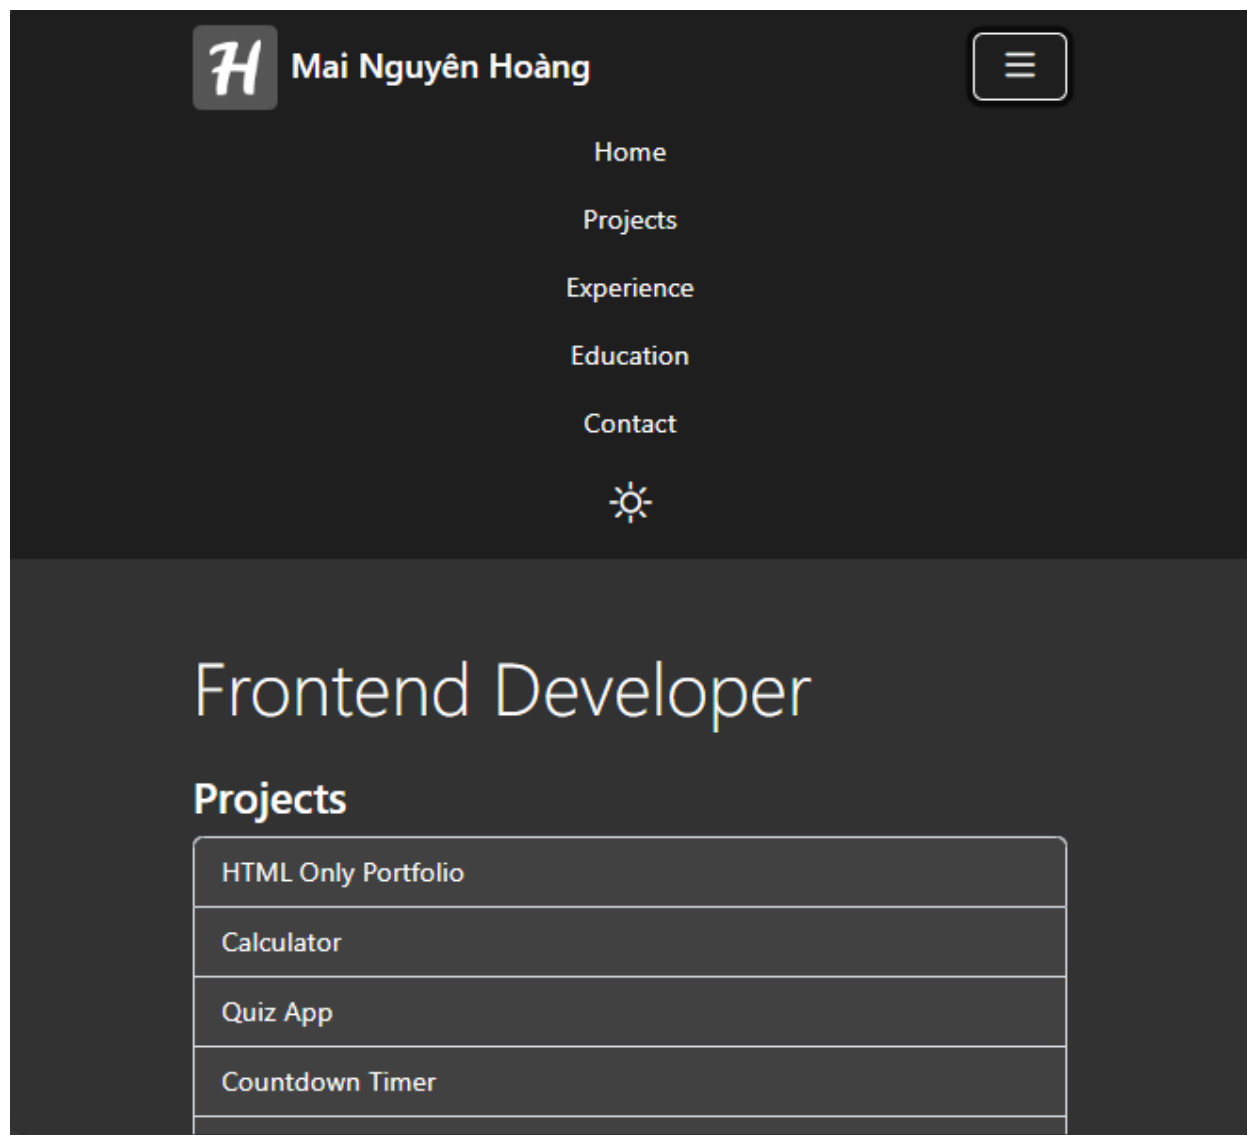 H Mai Nguyên Hoàng
Home
Projects
Experience
Education
Contact
Frontend Developer
Projects
HTML Only Portfolio
Calculator
Quiz App
Countdown Timer